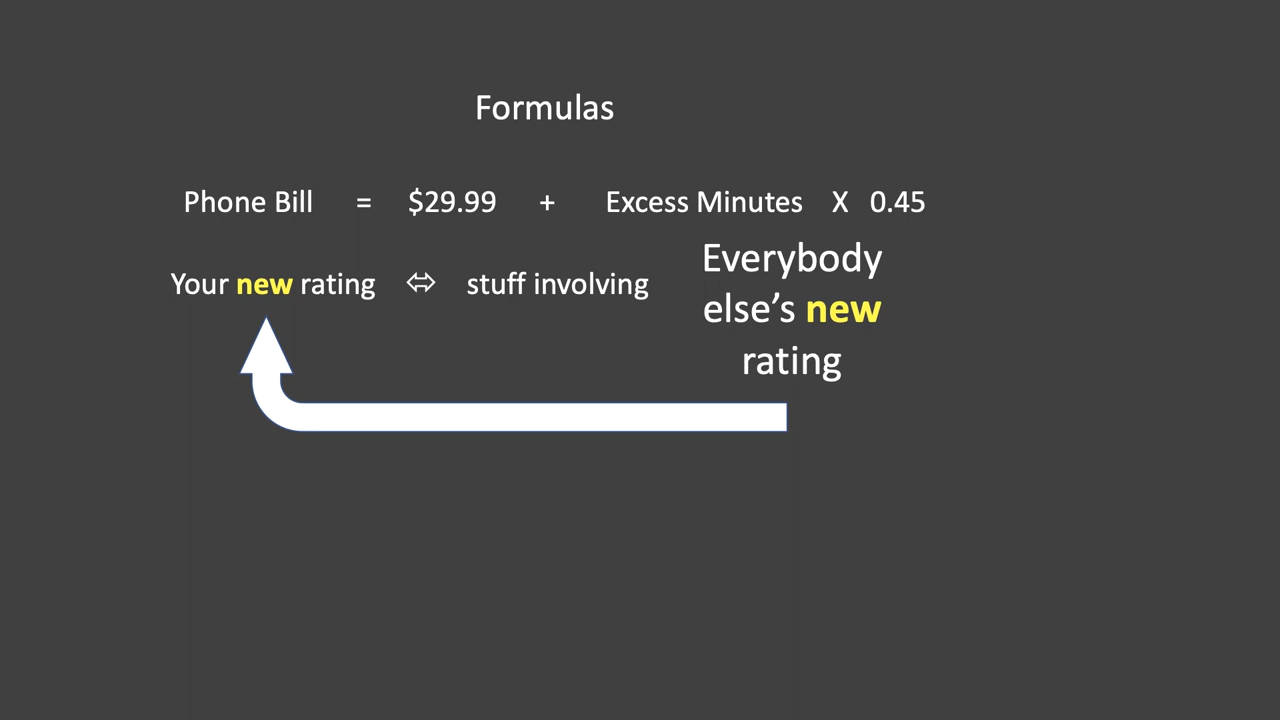 Formulas
Phone Bill = $29.99 + Excess Minutes X 0.45
Your new rating ⬄ stuff involving
Everybody
else’s new
rating